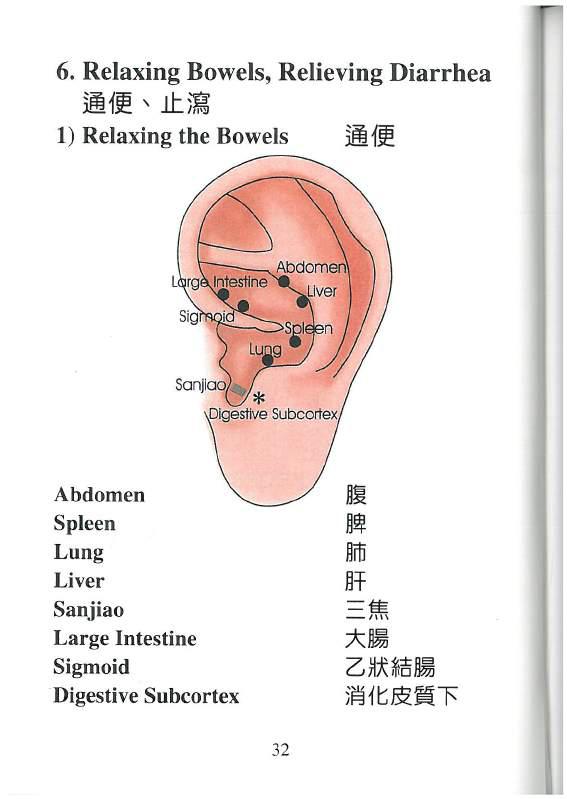 6. Relaxing Bowels, Relieving Diarrhea
通便、止瀉
1) Relaxing the Bowels 通便
Abdomen
Large Intestine
Liver
Sigmoid
Spleen
Lung
Sanjiao
*
Digestive Subcortex
Abdomen 腹
Spleen 脾
Lung 肺
Liver 肝
Sanjiao 三焦
Large Intestine 大腸
Sigmoid 乙狀結腸
Digestive Subcortex 消化皮質下
32